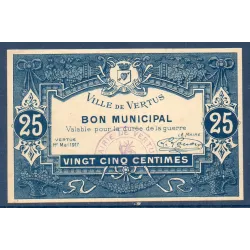 VILLE DE VERTUS
BON MUNICIPAL
Valable pour la durée de la guerre
25
25
VERTUS
1er Mai 1917
LE MAIRE
VINGT CINQ CENTIMES